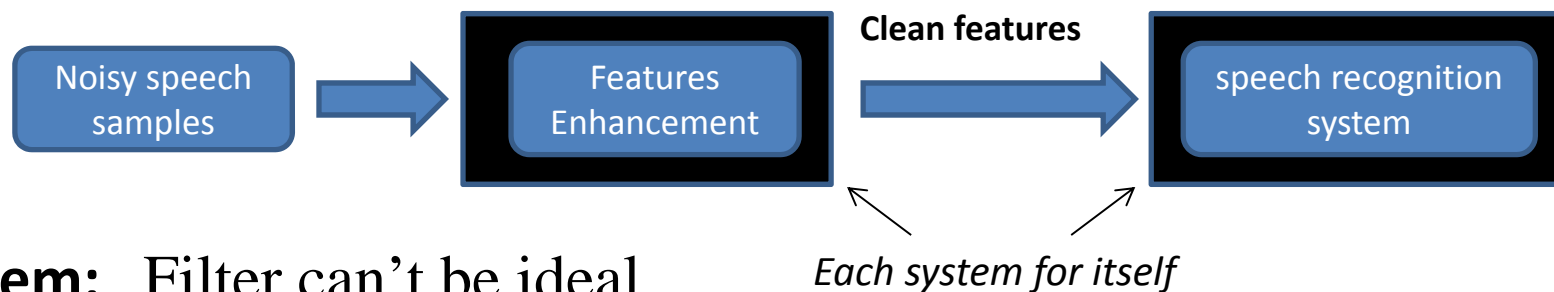 Clean features
Noisy speech
samples
Features
Enhancement
speech recognition
system
em: Filter can't be ideal
Each system for itself